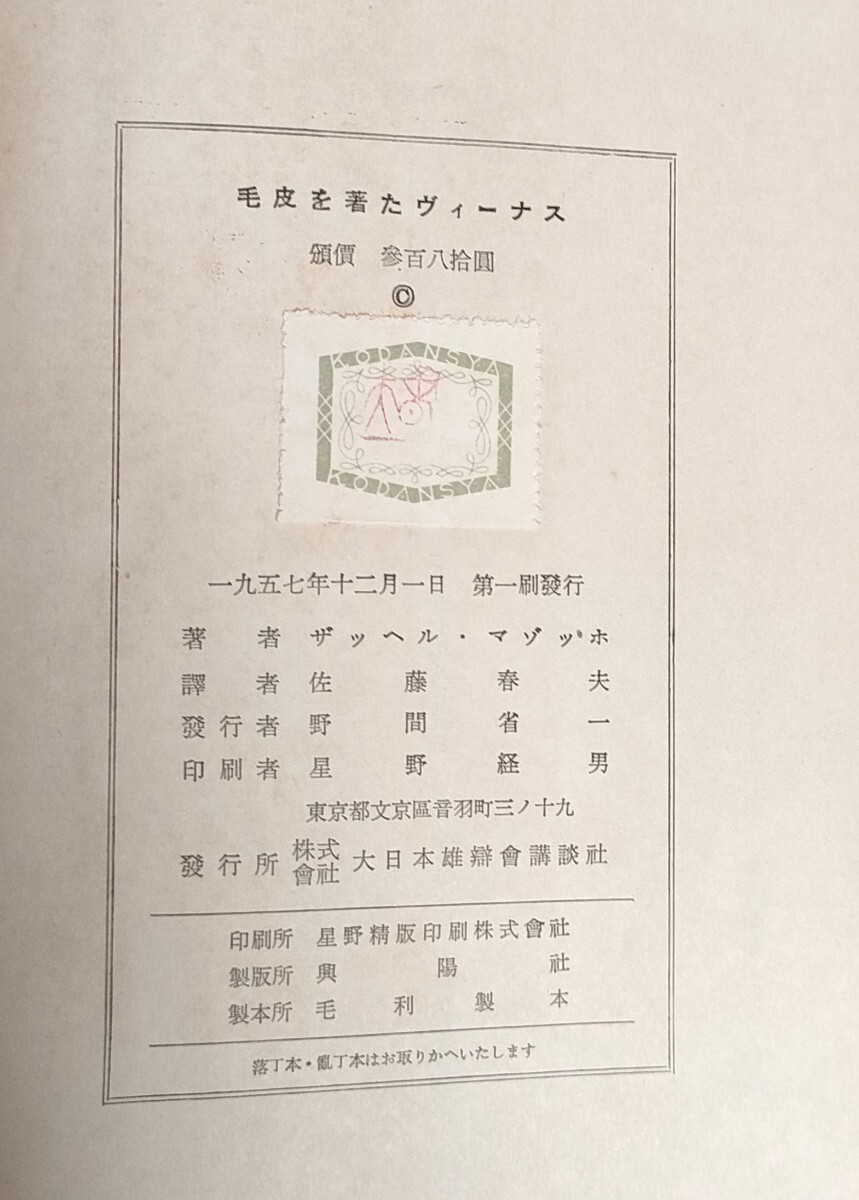 毛皮を著たヴィーナス
頒價 參百八拾圓
©
KODANSYA
KODANSYA
一九五七年十二月一日 第一刷發行
著者 ザッヘル・マゾッホ
譯者 佐藤春夫
發行者 野間省一
印刷者 星野経男
東京都文京區音羽町三ノ十九
發行所 株式會社 大日本雄辯會講談社
印刷所 星野精版印刷株式會社
製版所 興陽社
製本所 毛利製本
落丁本・亂丁本はお取りかへいたします